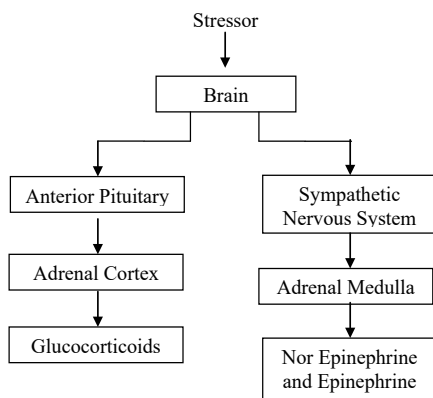 Stressor
Brain
Anterior Pituitary
Adrenal Cortex
Glucocorticoids
Sympathetic
Nervous System
Adrenal Medulla
Nor Epinephrine
and Epinephrine